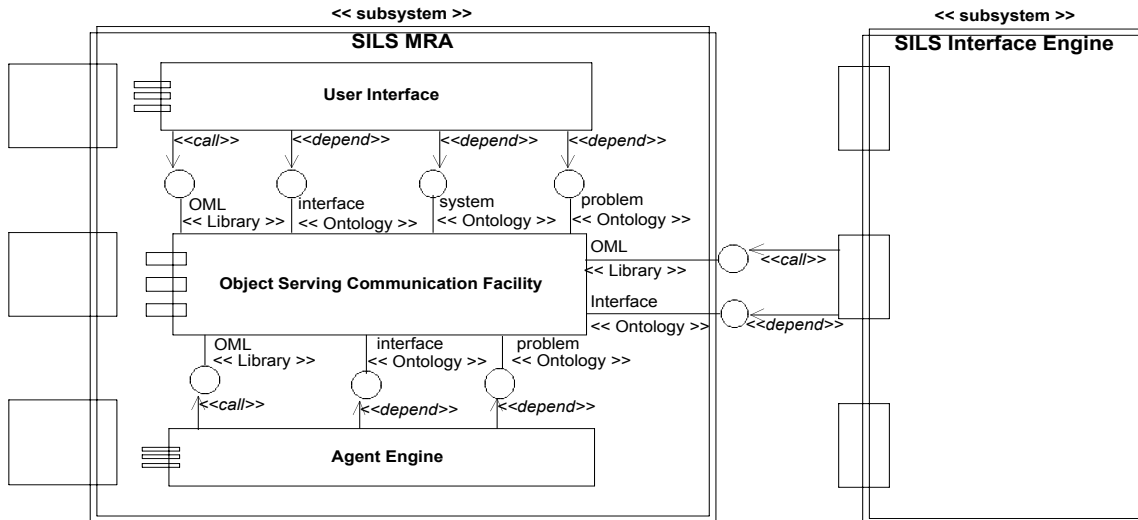 << subsystem >>
SILS MRA
<< subsystem >>
SILS Interface Engine
User Interface
<<call>>
<<depend>>
<<depend>>
<<depend>>
OML
<< Library >>
interface
<< Ontology >>
system
<< Ontology >>
problem
<< Ontology >>
Object Serving Communication Facility
OML
<< Library >>
<<call>>
Interface
<< Ontology >>
<<depend>>
OML
<< Library >>
interface
<< Ontology >>
problem
<< Ontology >>
<<call>>
<<depend>>
<<depend>>
Agent Engine